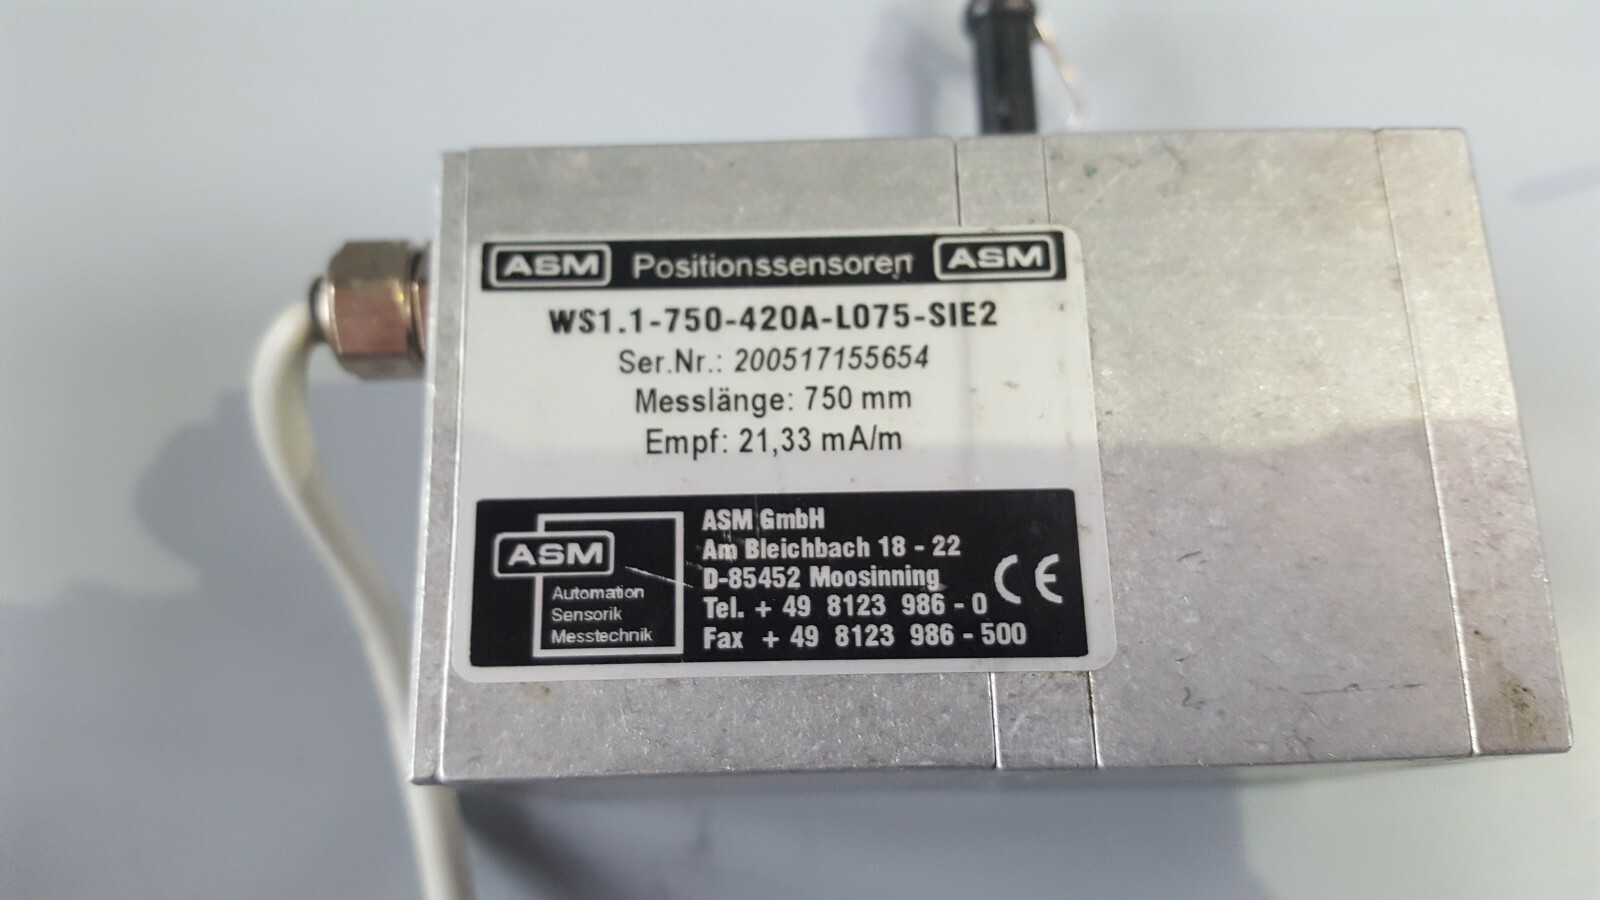 ASM Positionssensoren ASM
WS1.1-750-420A-L075-SIE2
Ser.Nr.: 200517155654
Messlänge: 750 mm
Empf: 21,33 mA/m
ASM
Automation
Sensorik
Messtechnik
ASM GmbH
Am Bleichbach 18 - 22
D-85452 Moosinning
Tel. + 49 8123 986 - 0
Fax + 49 8123 986 - 500
CE